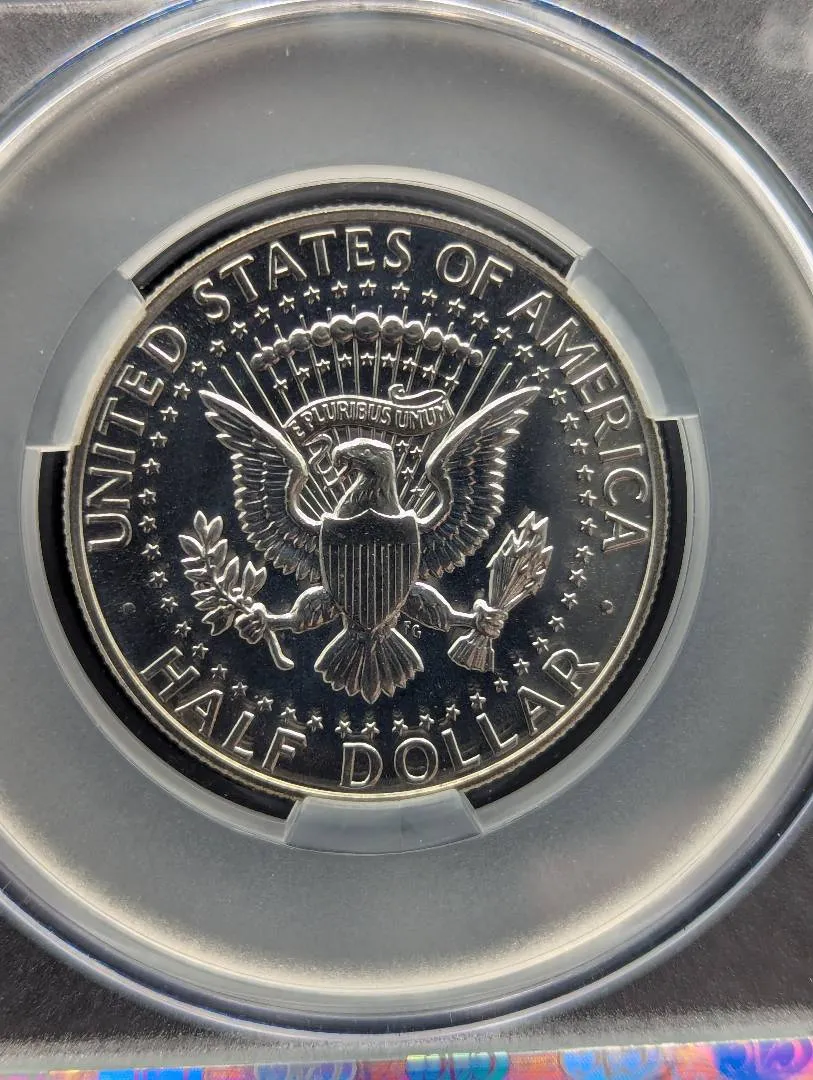 UNITED STATES OF AMERICA
E PLURIBUS UNUM
FG
HALF DOLLAR